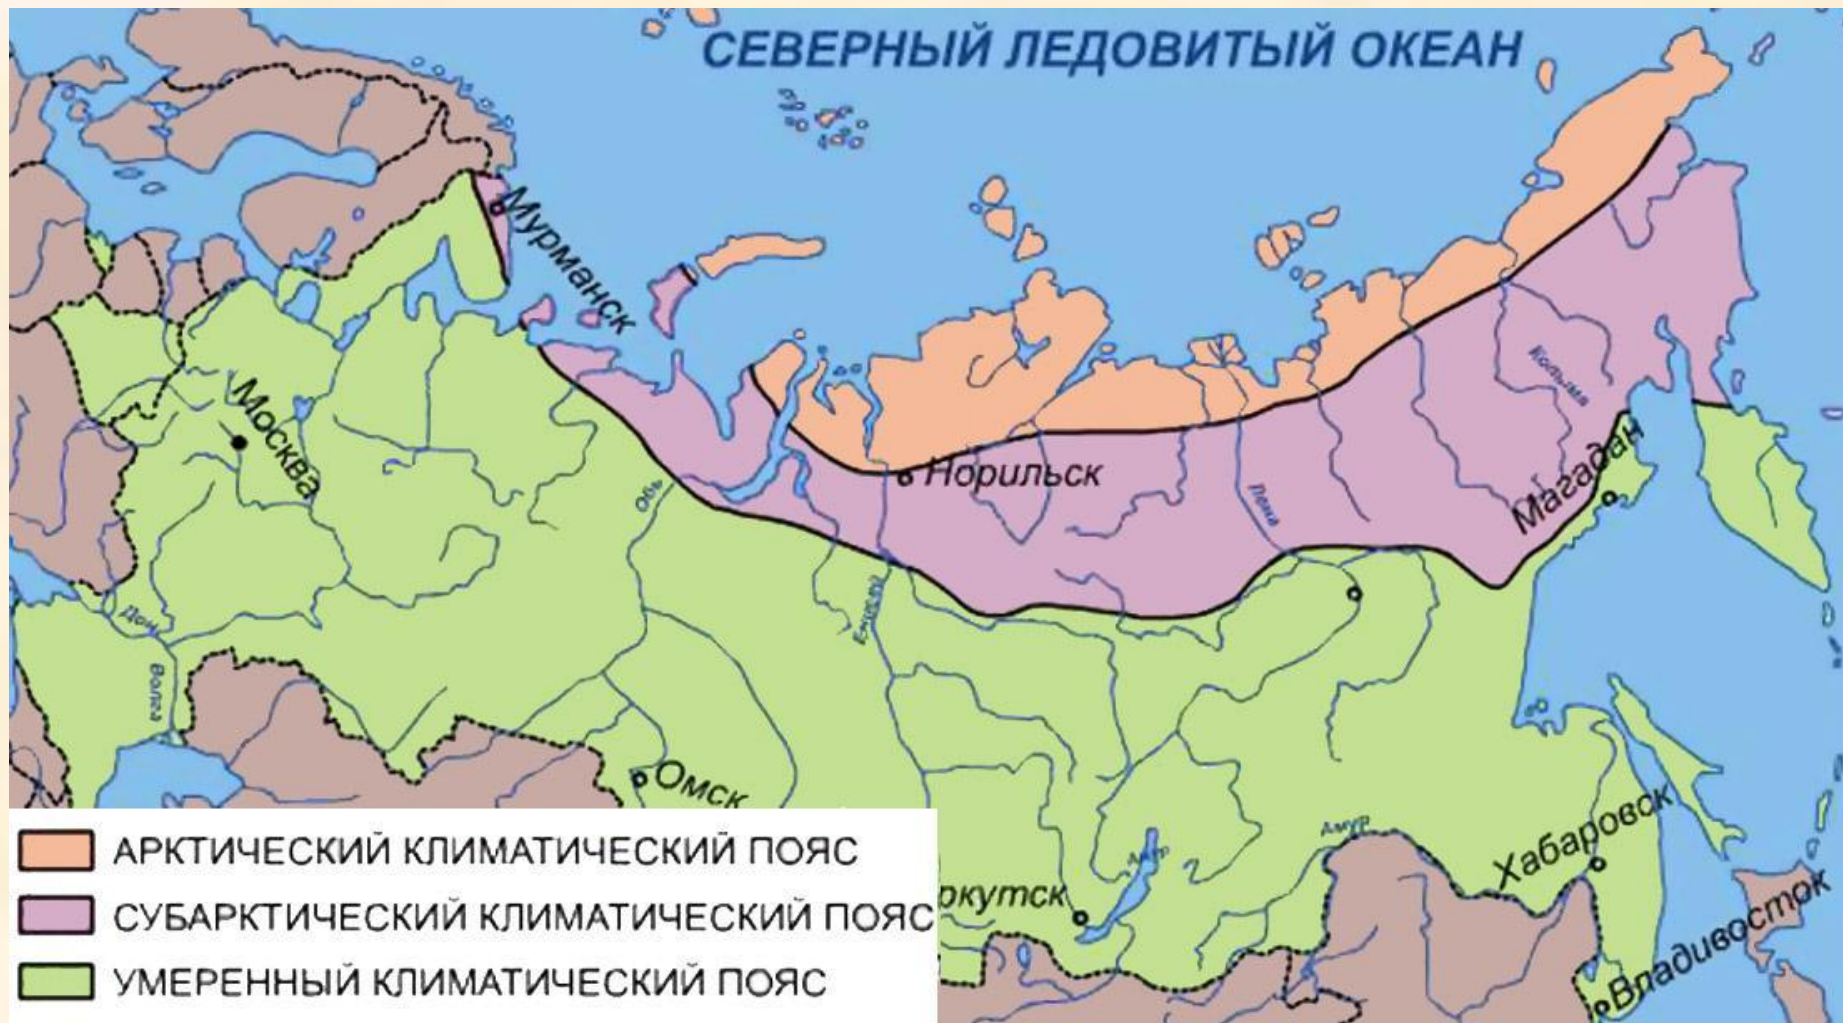 СЕВЕРНЫЙ ЛЕДОВИТЫЙ ОКЕАН
Мурманск
Москва
Норильск
Колыма
Магадан
Обь
Лена
Енисей
Дон
Волга
Омск
Амур
Хабаровск
ркутск
Владивосток
АРКТИЧЕСКИЙ КЛИМАТИЧЕСКИЙ ПОЯС
СУБАРКТИЧЕСКИЙ КЛИМАТИЧЕСКИЙ ПОЯС
УМЕРЕННЫЙ КЛИМАТИЧЕСКИЙ ПОЯС